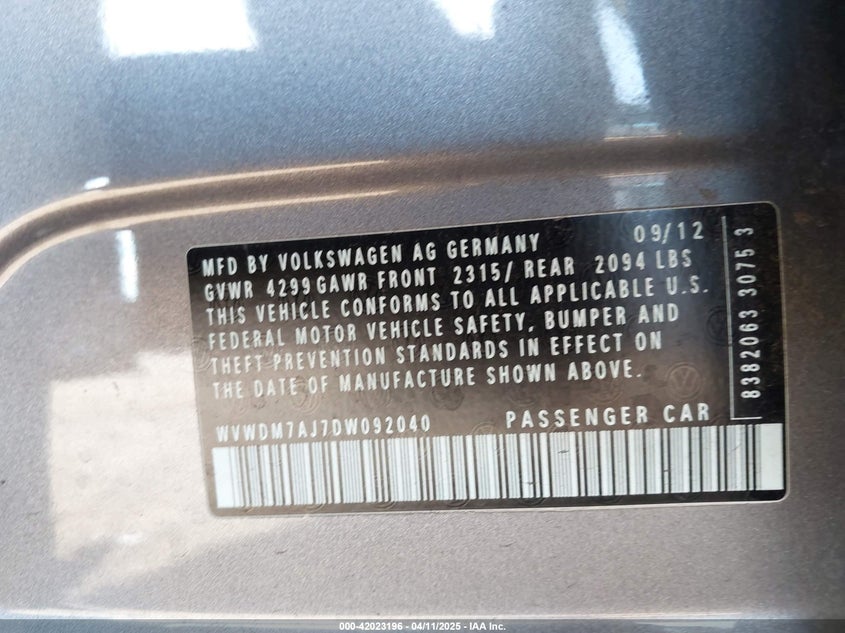 MFD BY VOLKSWAGEN AG GERMANY 09/12
GVWR 4299 GAWR FRONT 2315/ REAR 2094 LBS
THIS VEHICLE CONFORMS TO ALL APPLICABLE U.S.
FEDERAL MOTOR VEHICLE SAFETY, BUMPER AND
THEFT PREVENTION STANDARDS IN EFFECT ON
THE DATE OF MANUFACTURE SHOWN ABOVE.
WVWDM7AJ7DW092040 PASSENGER CAR
8382063 3075 3
000-42023196 - 04/11/2025 - IAA Inc.